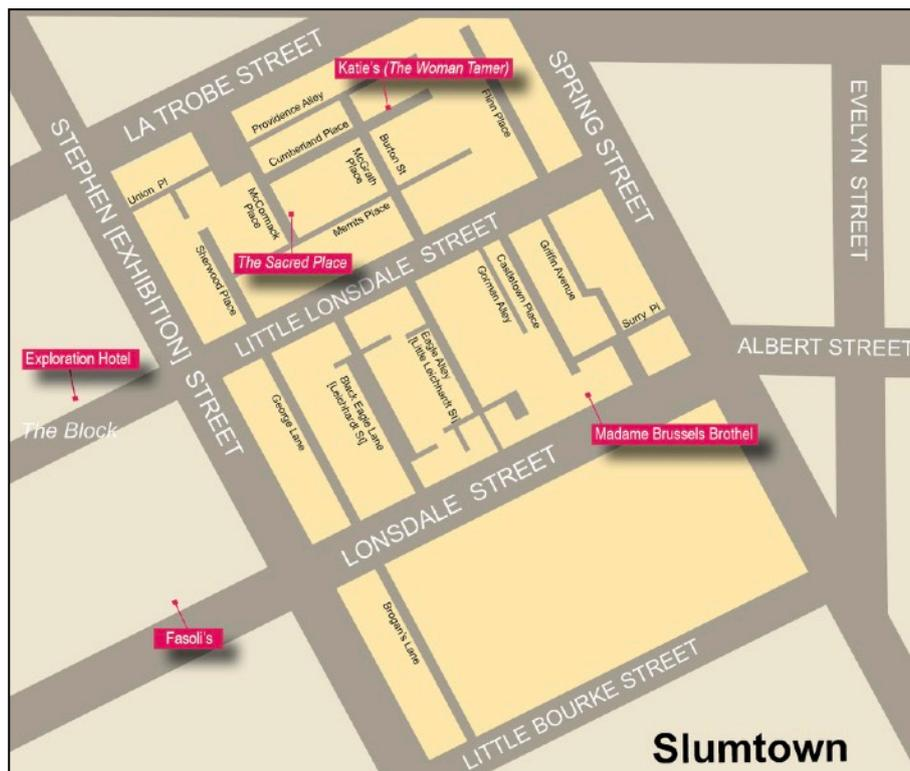 LA TROBE STREET
Katie's (The Woman Tamer)
SPRING STREET
EVELYN STREET
STEPHEN [EXHIBITION] STREET
Providence Alley
Cumberland Place
Flinn Place
Burton St
McGrath
Place
Union Pl
McCormack
Place
Merrits Place
The Sacred Place
Sherwood Place
LITTLE LONSDALE STREET
Gorman Alley
Castletown Place
Griffin Avenue
Surry Pl
ALBERT STREET
Exploration Hotel
The Block
George Lane
Black Eagle Lane
[Leichhardt St]
Eagle Alley
[Little Leichhardt St]
Madame Brussels Brothel
LONSDALE STREET
Fasoli's
Brogan's Lane
LITTLE BOURKE STREET
Slumtown